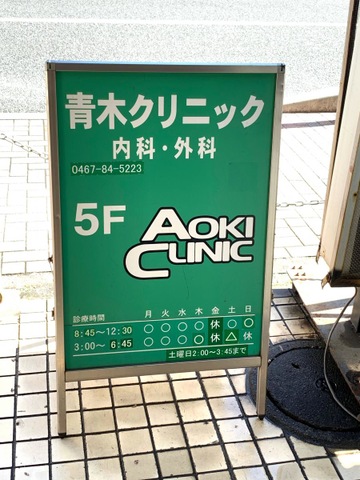 青木クリニック
内科・外科
0467-84-5223
5F
AOKI
CLINIC
診療時間 月 火 水 木 金 土 日
8:45〜12:30 ○ ○ ○ ○ 休 ○ ○
3:00〜 6:45 ○ ○ ○ ○ 休 △ 休
土曜日2:00〜3:45まで